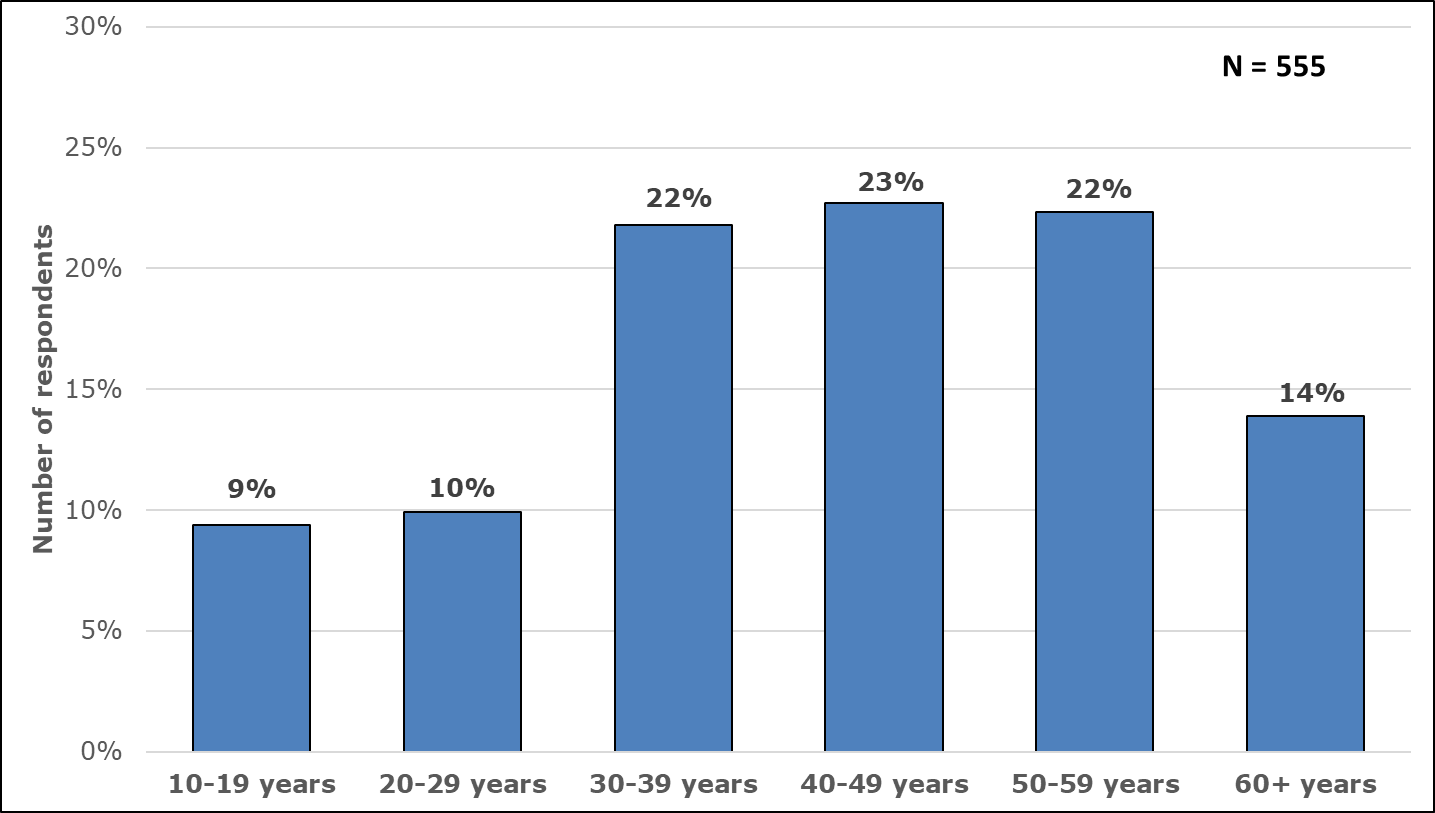 30%
N = 555
25%
23%
22%
22%
20%
15%
14%
10%
9%
10%
5%
0%
Number of respondents
10-19 years
20-29 years
30-39 years
40-49 years
50-59 years
60+ years